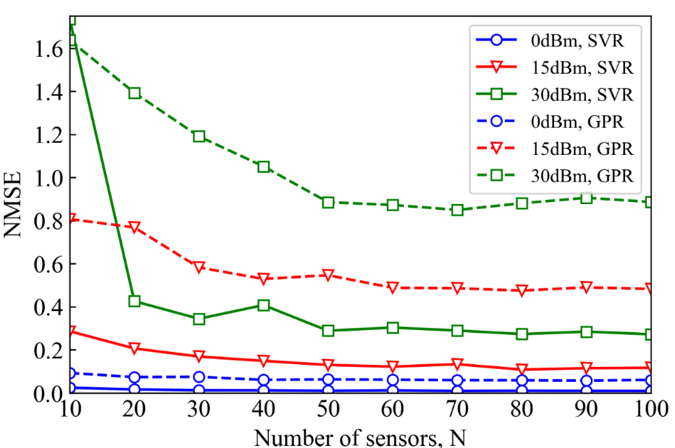 NMSE
1.6
1.4
1.2
1.0
0.8
0.6
0.4
0.2
0.0
0dBm, SVR
15dBm, SVR
30dBm, SVR
0dBm, GPR
15dBm, GPR
30dBm, GPR
10 20 30 40 50 60 70 80 90 100
Number of sensors, N